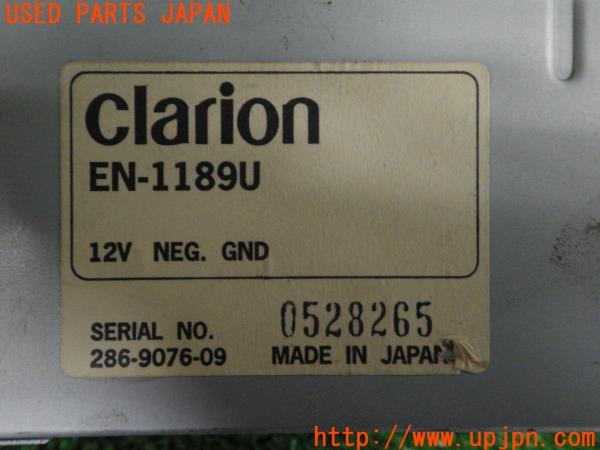 USED PARTS JAPAN
Clarion
EN-1189U
12V NEG. GND
SERIAL NO. 0528265
286-9076-09 MADE IN JAPAN
http://www.upjpn.com